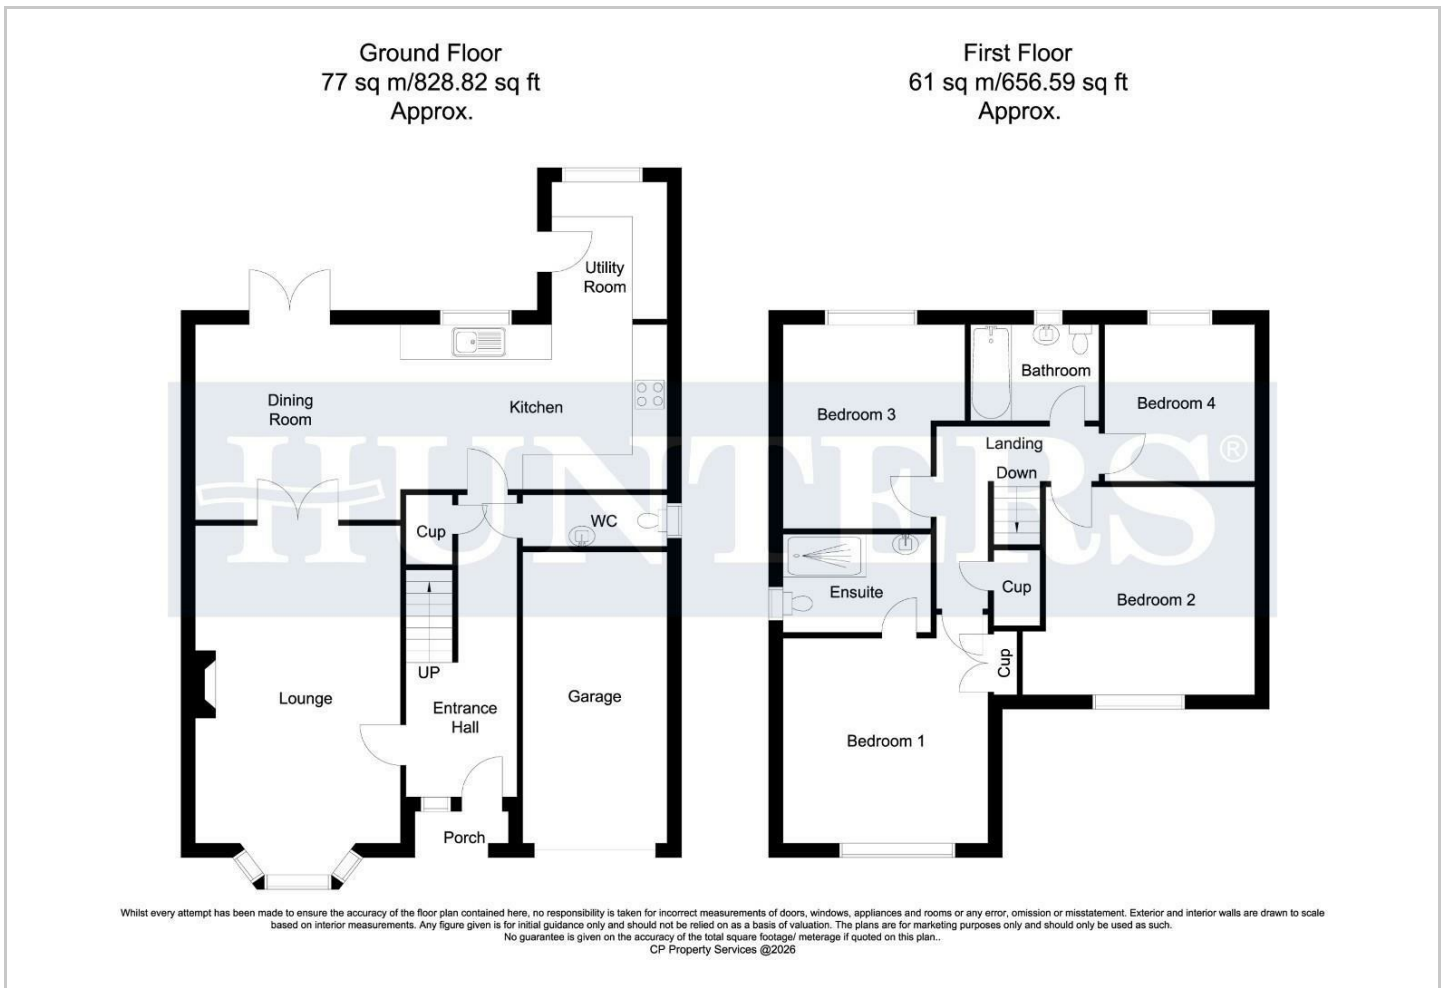 Ground Floor
77 sq m/828.82 sq ft
Approx.
First Floor
61 sq m/656.59 sq ft
Approx.
Utility
Room
Dining
Room
Kitchen
Cup
WC
UP
Lounge
Entrance
Hall
Garage
Porch
Bathroom
Bedroom 3
Bedroom 4
Landing
Down
Ensuite
Cup
Bedroom 2
Cup
Bedroom 1
HUNTERS®
Whilst every attempt has been made to ensure the accuracy of the floor plan contained here, no responsibility is taken for incorrect measurements of doors, windows, appliances and rooms or any error, omission or misstatement. Exterior and interior walls are drawn to scale
based on interior measurements. Any figure given is for initial guidance only and should not be relied on as a basis of valuation. The plans are for marketing purposes only and should only be used as such.
No guarantee is given on the accuracy of the total square footage/ meterage if quoted on this plan..
CP Property Services @2026